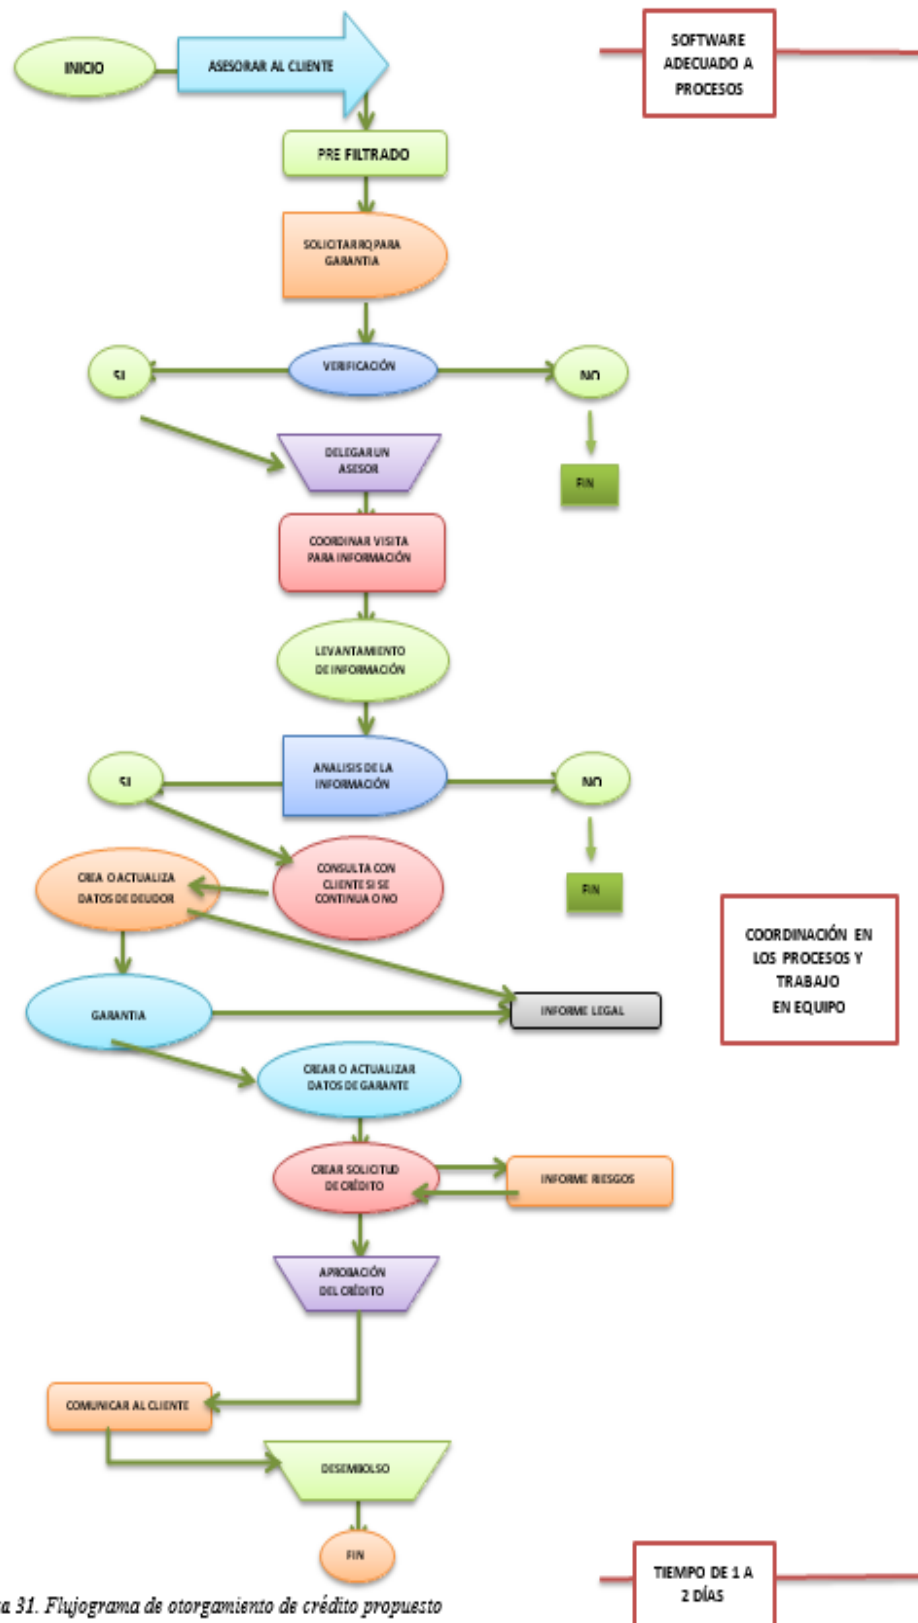 INICIO
ASESORAR AL CLIENTE
SOFTWARE
ADECUADO A
PROCESOS
PRE FILTRADO
SOLICITAR RQ PARA
GARANTIA
VERIFICACIÓN
SI
NO
DELEGAR UN
ASESOR
FIN
COORDINAR VISITA
PARA INFORMACIÓN
LEVANTAMIENTO
DE INFORMACIÓN
ANALISIS DE LA
INFORMACIÓN
SI
NO
CONSULTA CON
CLIENTE SI SE
CONTINUA O NO
CREA O ACTUALIZA
DATOS DE DEUDOR
FIN
COORDINACIÓN EN
LOS PROCESOS Y
TRABAJO
EN EQUIPO
GARANTIA
INFORME LEGAL
CREAR O ACTUALIZAR
DATOS DE GARANTE
CREAR SOLICITUD
DE CRÉDITO
INFORME RIESGOS
APROBACIÓN
DEL CRÉDITO
COMUNICAR AL CLIENTE
DESEMBOLSO
FIN
TIEMPO DE 1 A
2 DÍAS
a 31. Flujograma de otorgamiento de crédito propuesto